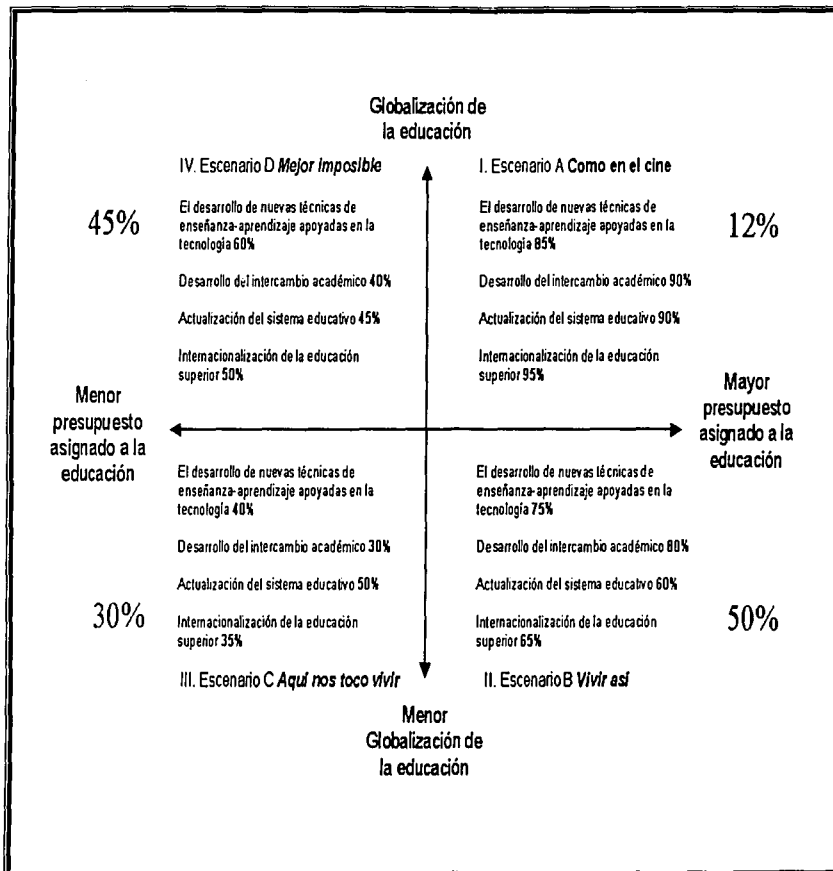 Globalización de
la educación
IV. Escenario D Mejor Imposible
45%
El desarrollo de nuevas técnicas de
enseñanza-aprendizaje apoyadas en la
tecnología 60%
Desarrollo del intercambio académico 40%
Actualización del sistema educativo 45%
Internacionalización de la educación
superior 50%
I. Escenario A Como en el cine
El desarrollo de nuevas técnicas de
enseñanza-aprendizaje apoyadas en la
tecnología 85%
12%
Desarrollo del intercambio académico 90%
Actualización del sistema educativo 90%
Internacionalización de la educación
superior 95%
Menor
presupuesto
asignado a la
educación
Mayor
presupuesto
asignado a la
educación
El desarrollo de nuevas técnicas de
enseñanza-aprendizaje apoyadas en la
tecnología 40%
Desarrollo del intercambio académico 30%
Actualización del sistema educativo 50%
30%
Internacionalización de la educación
superior 35%
III. Escenario C Aquí nos toco vivir
El desarrollo de nuevas técnicas de
enseñanza-aprendizaje apoyadas en la
tecnología 75%
Desarrollo del intercambio académico 80%
Actualización del sistema educativo 60%
Internacionalización de la educación
superior 65%
50%
II. Escenario B Vivir así
Menor
Globalización de
la educación